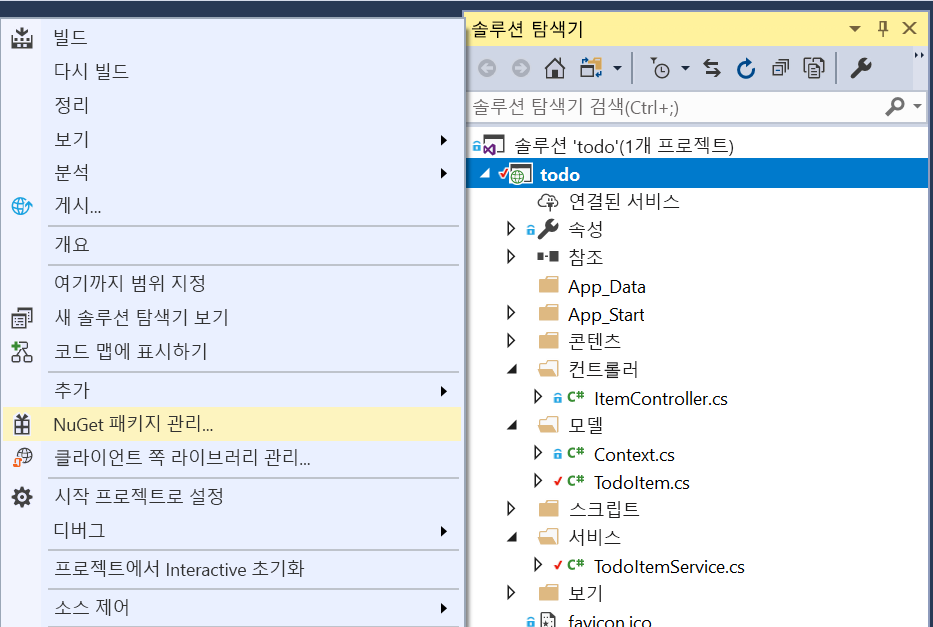 빌드
다시 빌드
정리
보기
분석
게시...
개요
여기까지 범위 지정
새 솔루션 탐색기 보기
코드 맵에 표시하기
추가
NuGet 패키지 관리...
클라이언트 쪽 라이브러리 관리...
시작 프로젝트로 설정
디버그
프로젝트에서 Interactive 초기화
소스 제어
솔루션 탐색기
솔루션 탐색기 검색(Ctrl+;)
솔루션 'todo'(1개 프로젝트)
todo
연결된 서비스
속성
참조
App_Data
App_Start
콘텐츠
컨트롤러
C# ItemController.cs
모델
C# Context.cs
C# TodoItem.cs
스크립트
서비스
C# TodoItemService.cs
보기
favicon.ico